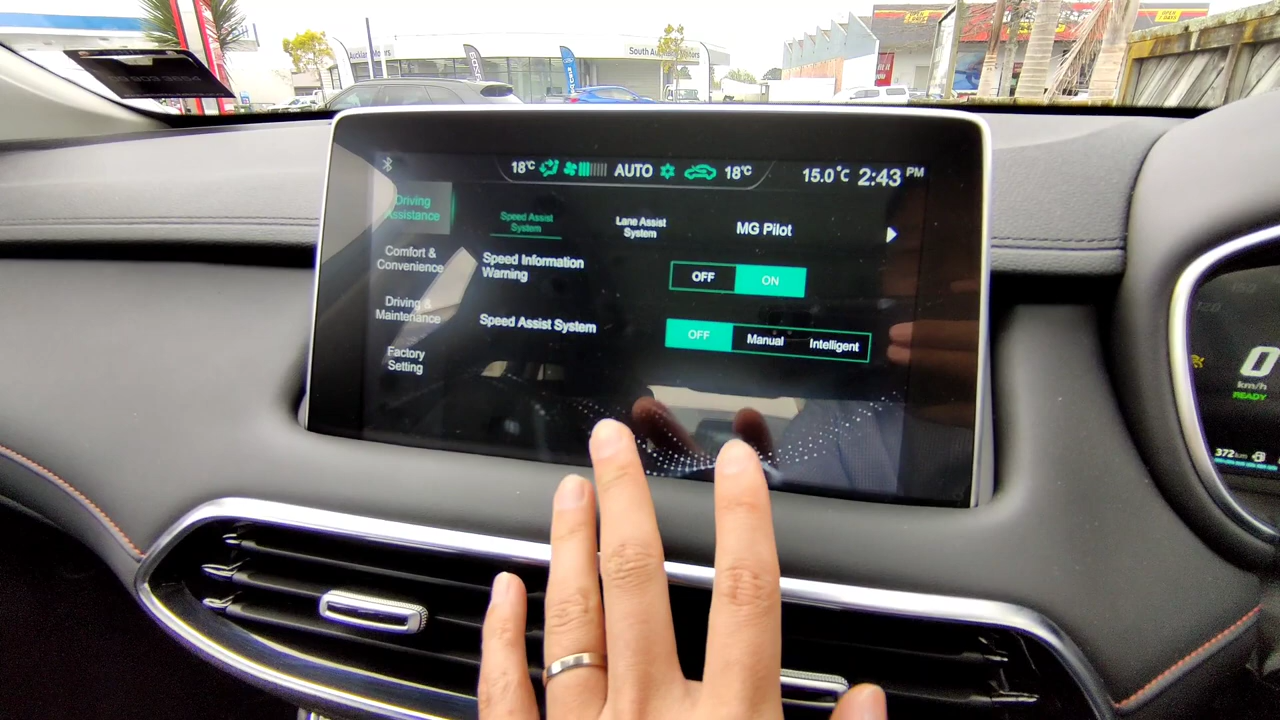 South Auckland Motors
18°C
AUTO
18°C
15.0°C
2:43 PM
Driving
Assistance
Speed Assist
System
Lane Assist
System
MG Pilot
Comfort &
Convenience
Speed Information
Warning
OFF
ON
Driving &
Maintenance
Speed Assist System
OFF
Manual
Intelligent
Factory
Setting
0
km/h
READY
372 km